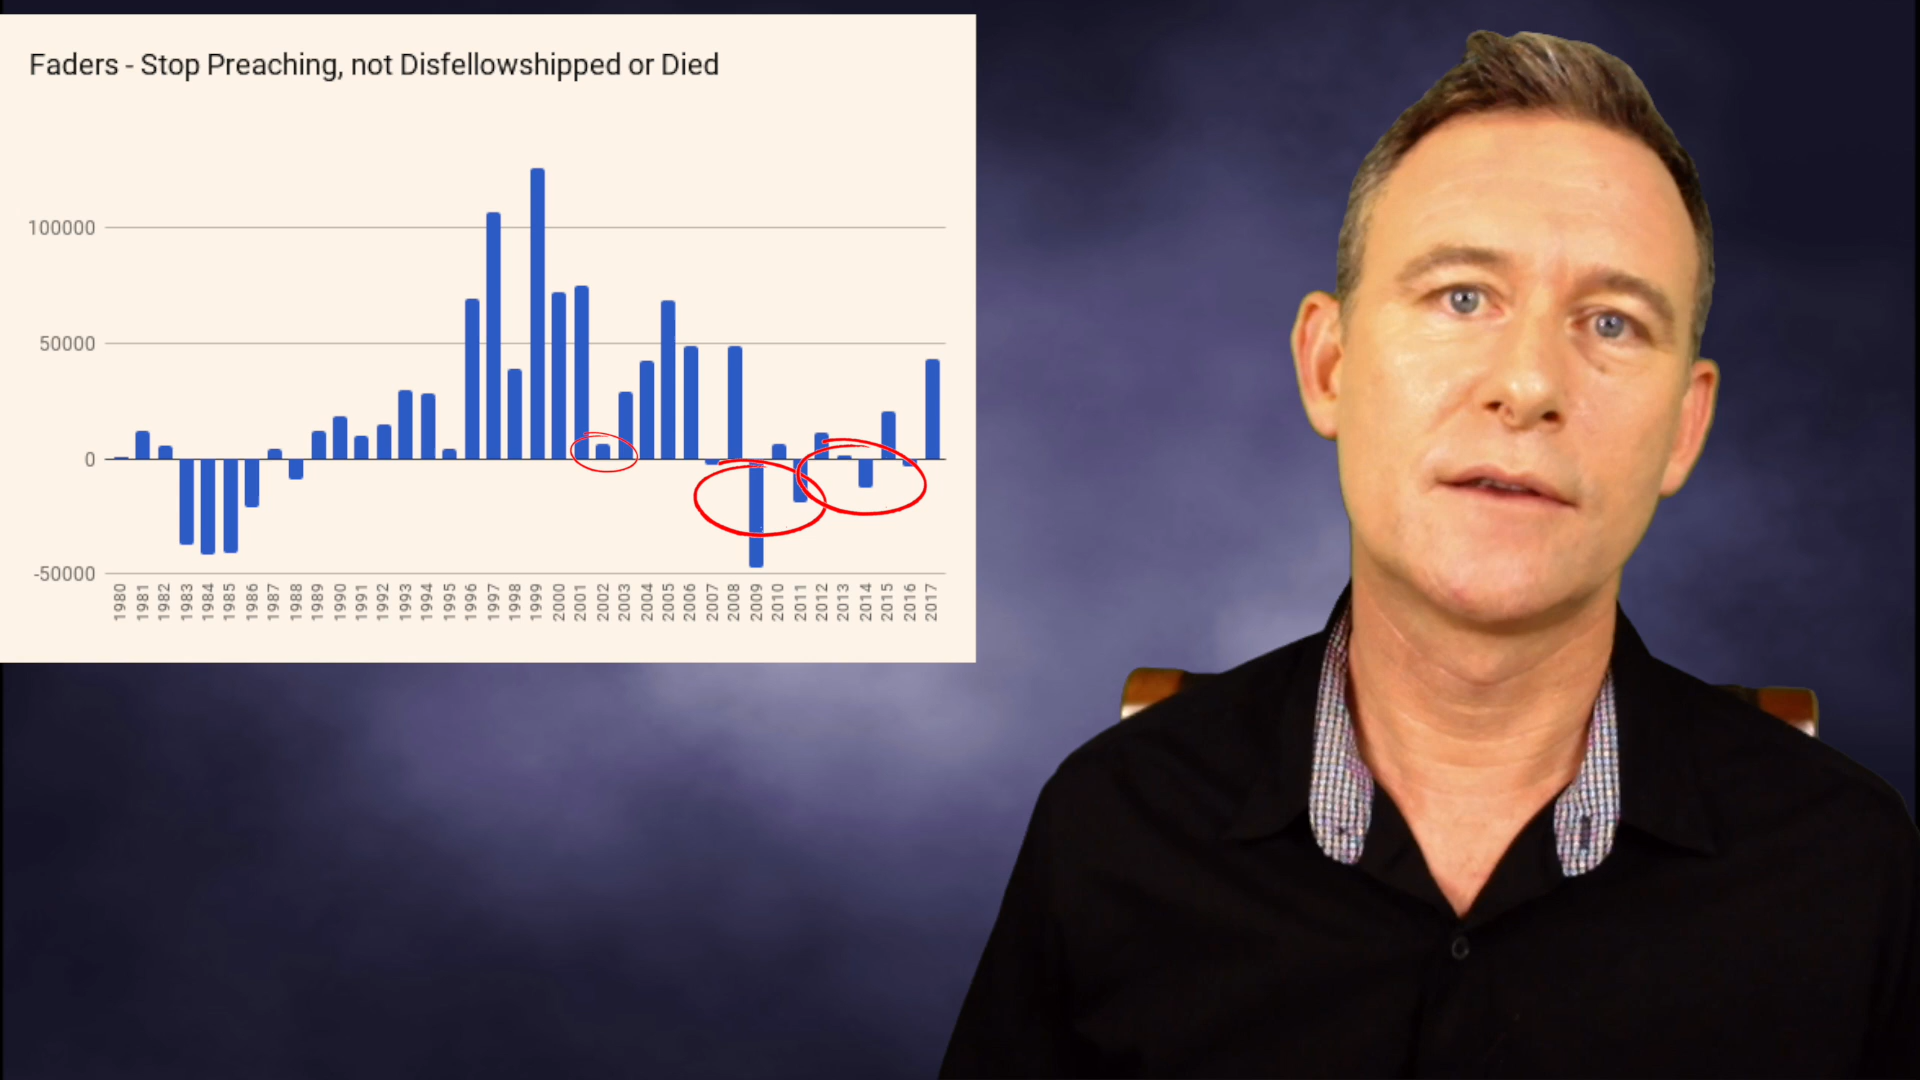 Faders - Stop Preaching, not Disfellowshipped or Died
100000
50000
0
-50000
1980 1981 1982 1983 1984 1985 1986 1987 1988 1989 1990 1991 1992 1993 1994 1995 1996 1997 1998 1999 2000 2001 2002 2003 2004 2005 2006 2007 2008 2009 2010 2011 2012 2013 2014 2015 2016 2017